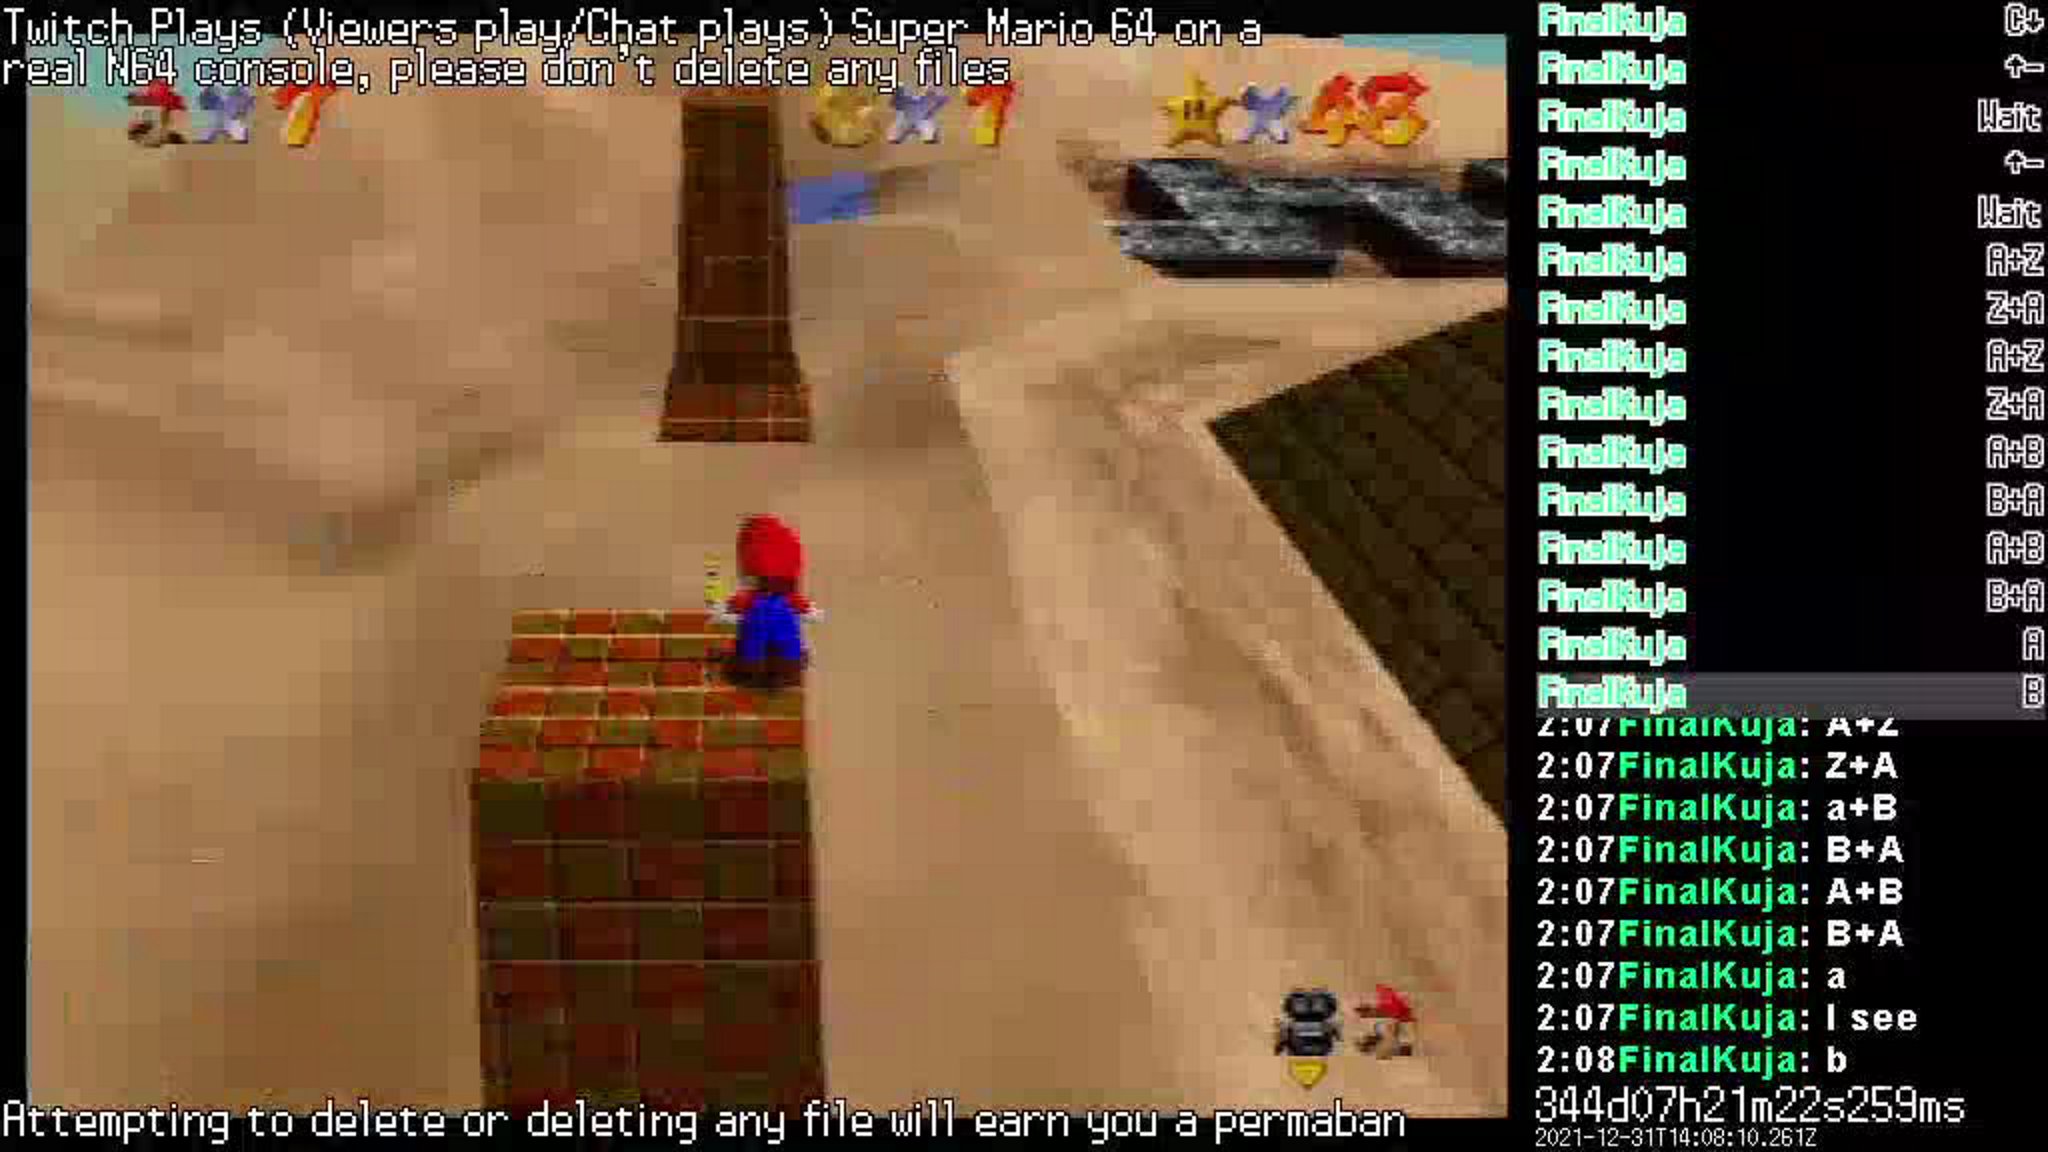 Twitch Plays (Viewers play/Chat plays) Super Mario 64 on a
real N64 console, please don't delete any files
7
1
48
FinalKuja C↓
FinalKuja ↑-
FinalKuja Wait
FinalKuja ↑-
FinalKuja Wait
FinalKuja A+Z
FinalKuja Z+A
FinalKuja A+Z
FinalKuja Z+A
FinalKuja A+B
FinalKuja B+A
FinalKuja A+B
FinalKuja B+A
FinalKuja A
FinalKuja B
2:07FinalKuja: A+Z
2:07FinalKuja: Z+A
2:07FinalKuja: a+B
2:07FinalKuja: B+A
2:07FinalKuja: A+B
2:07FinalKuja: B+A
2:07FinalKuja: a
2:07FinalKuja: I see
2:08FinalKuja: b
344d07h21m22s259ms
2021-12-31T14:08:10.261Z
Attempting to delete or deleting any file will earn you a permaban